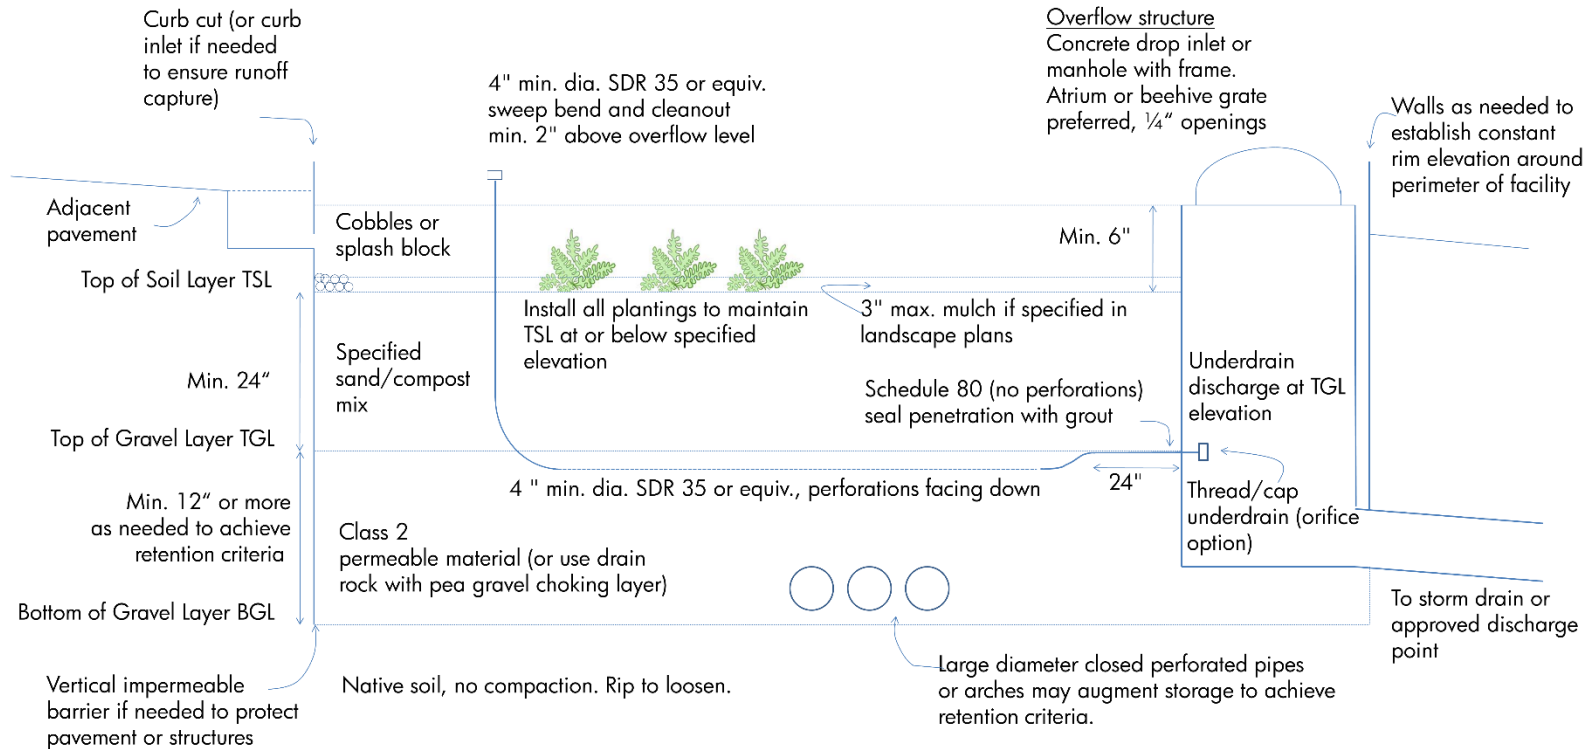 Curb cut (or curb
inlet if needed
to ensure runoff
capture)
4" min. dia. SDR 35 or equiv.
sweep bend and cleanout
min. 2" above overflow level
Overflow structure
Concrete drop inlet or
manhole with frame.
Atrium or beehive grate
preferred, ¼“ openings
Walls as needed to
establish constant
rim elevation around
perimeter of facility
Adjacent
pavement
Cobbles or
splash block
Min. 6"
Top of Soil Layer TSL
Install all plantings to maintain
TSL at or below specified
elevation
3" max. mulch if specified in
landscape plans
Min. 24“
Specified
sand/compost
mix
Schedule 80 (no perforations)
seal penetration with grout
Underdrain
discharge at TGL
elevation
Top of Gravel Layer TGL
4 " min. dia. SDR 35 or equiv., perforations facing down
24"
Thread/cap
underdrain (orifice
option)
Min. 12“ or more
as needed to achieve
retention criteria
Class 2
permeable material (or use drain
rock with pea gravel choking layer)
Bottom of Gravel Layer BGL
To storm drain or
approved discharge
point
Vertical impermeable
barrier if needed to protect
pavement or structures
Native soil, no compaction. Rip to loosen.
Large diameter closed perforated pipes
or arches may augment storage to achieve
retention criteria.